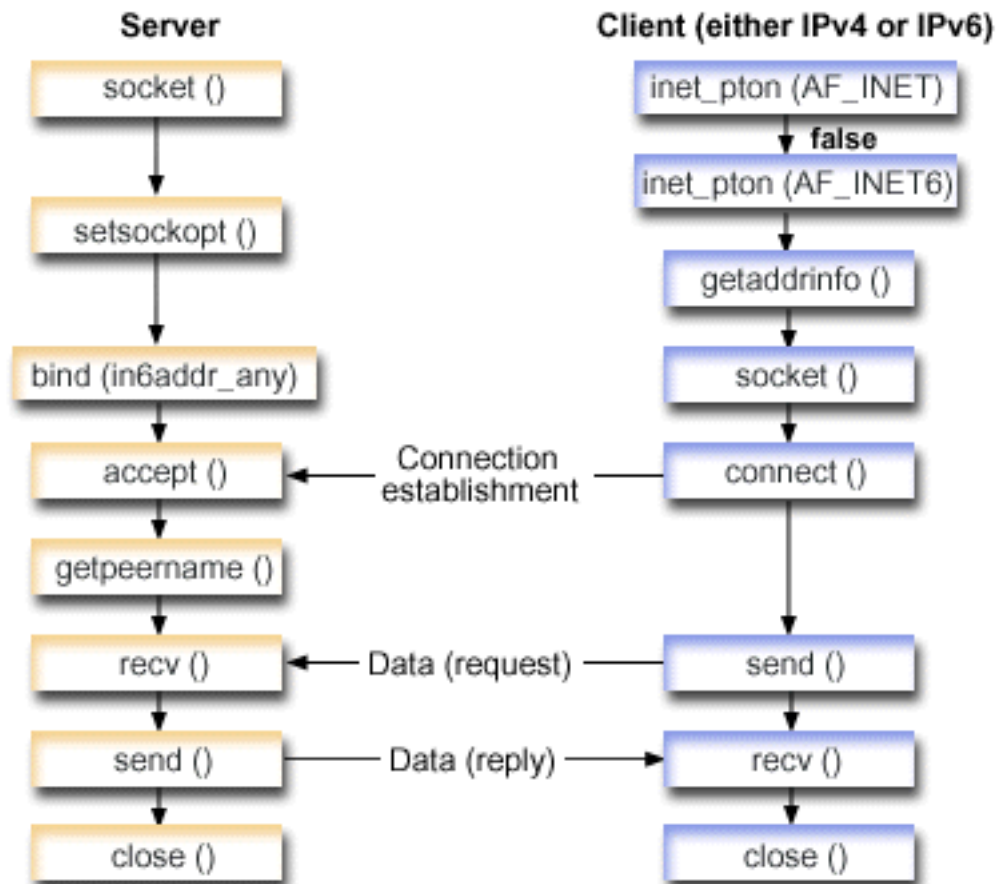 Server
socket ()
setsockopt ()
bind (in6addr_any)
accept ()
getpeername ()
recv ()
send ()
close ()
Connection
establishment
Data (request)
Data (reply)
Client (either IPv4 or IPv6)
inet_pton (AF_INET)
false
inet_pton (AF_INET6)
getaddrinfo ()
socket ()
connect ()
send ()
recv ()
close ()